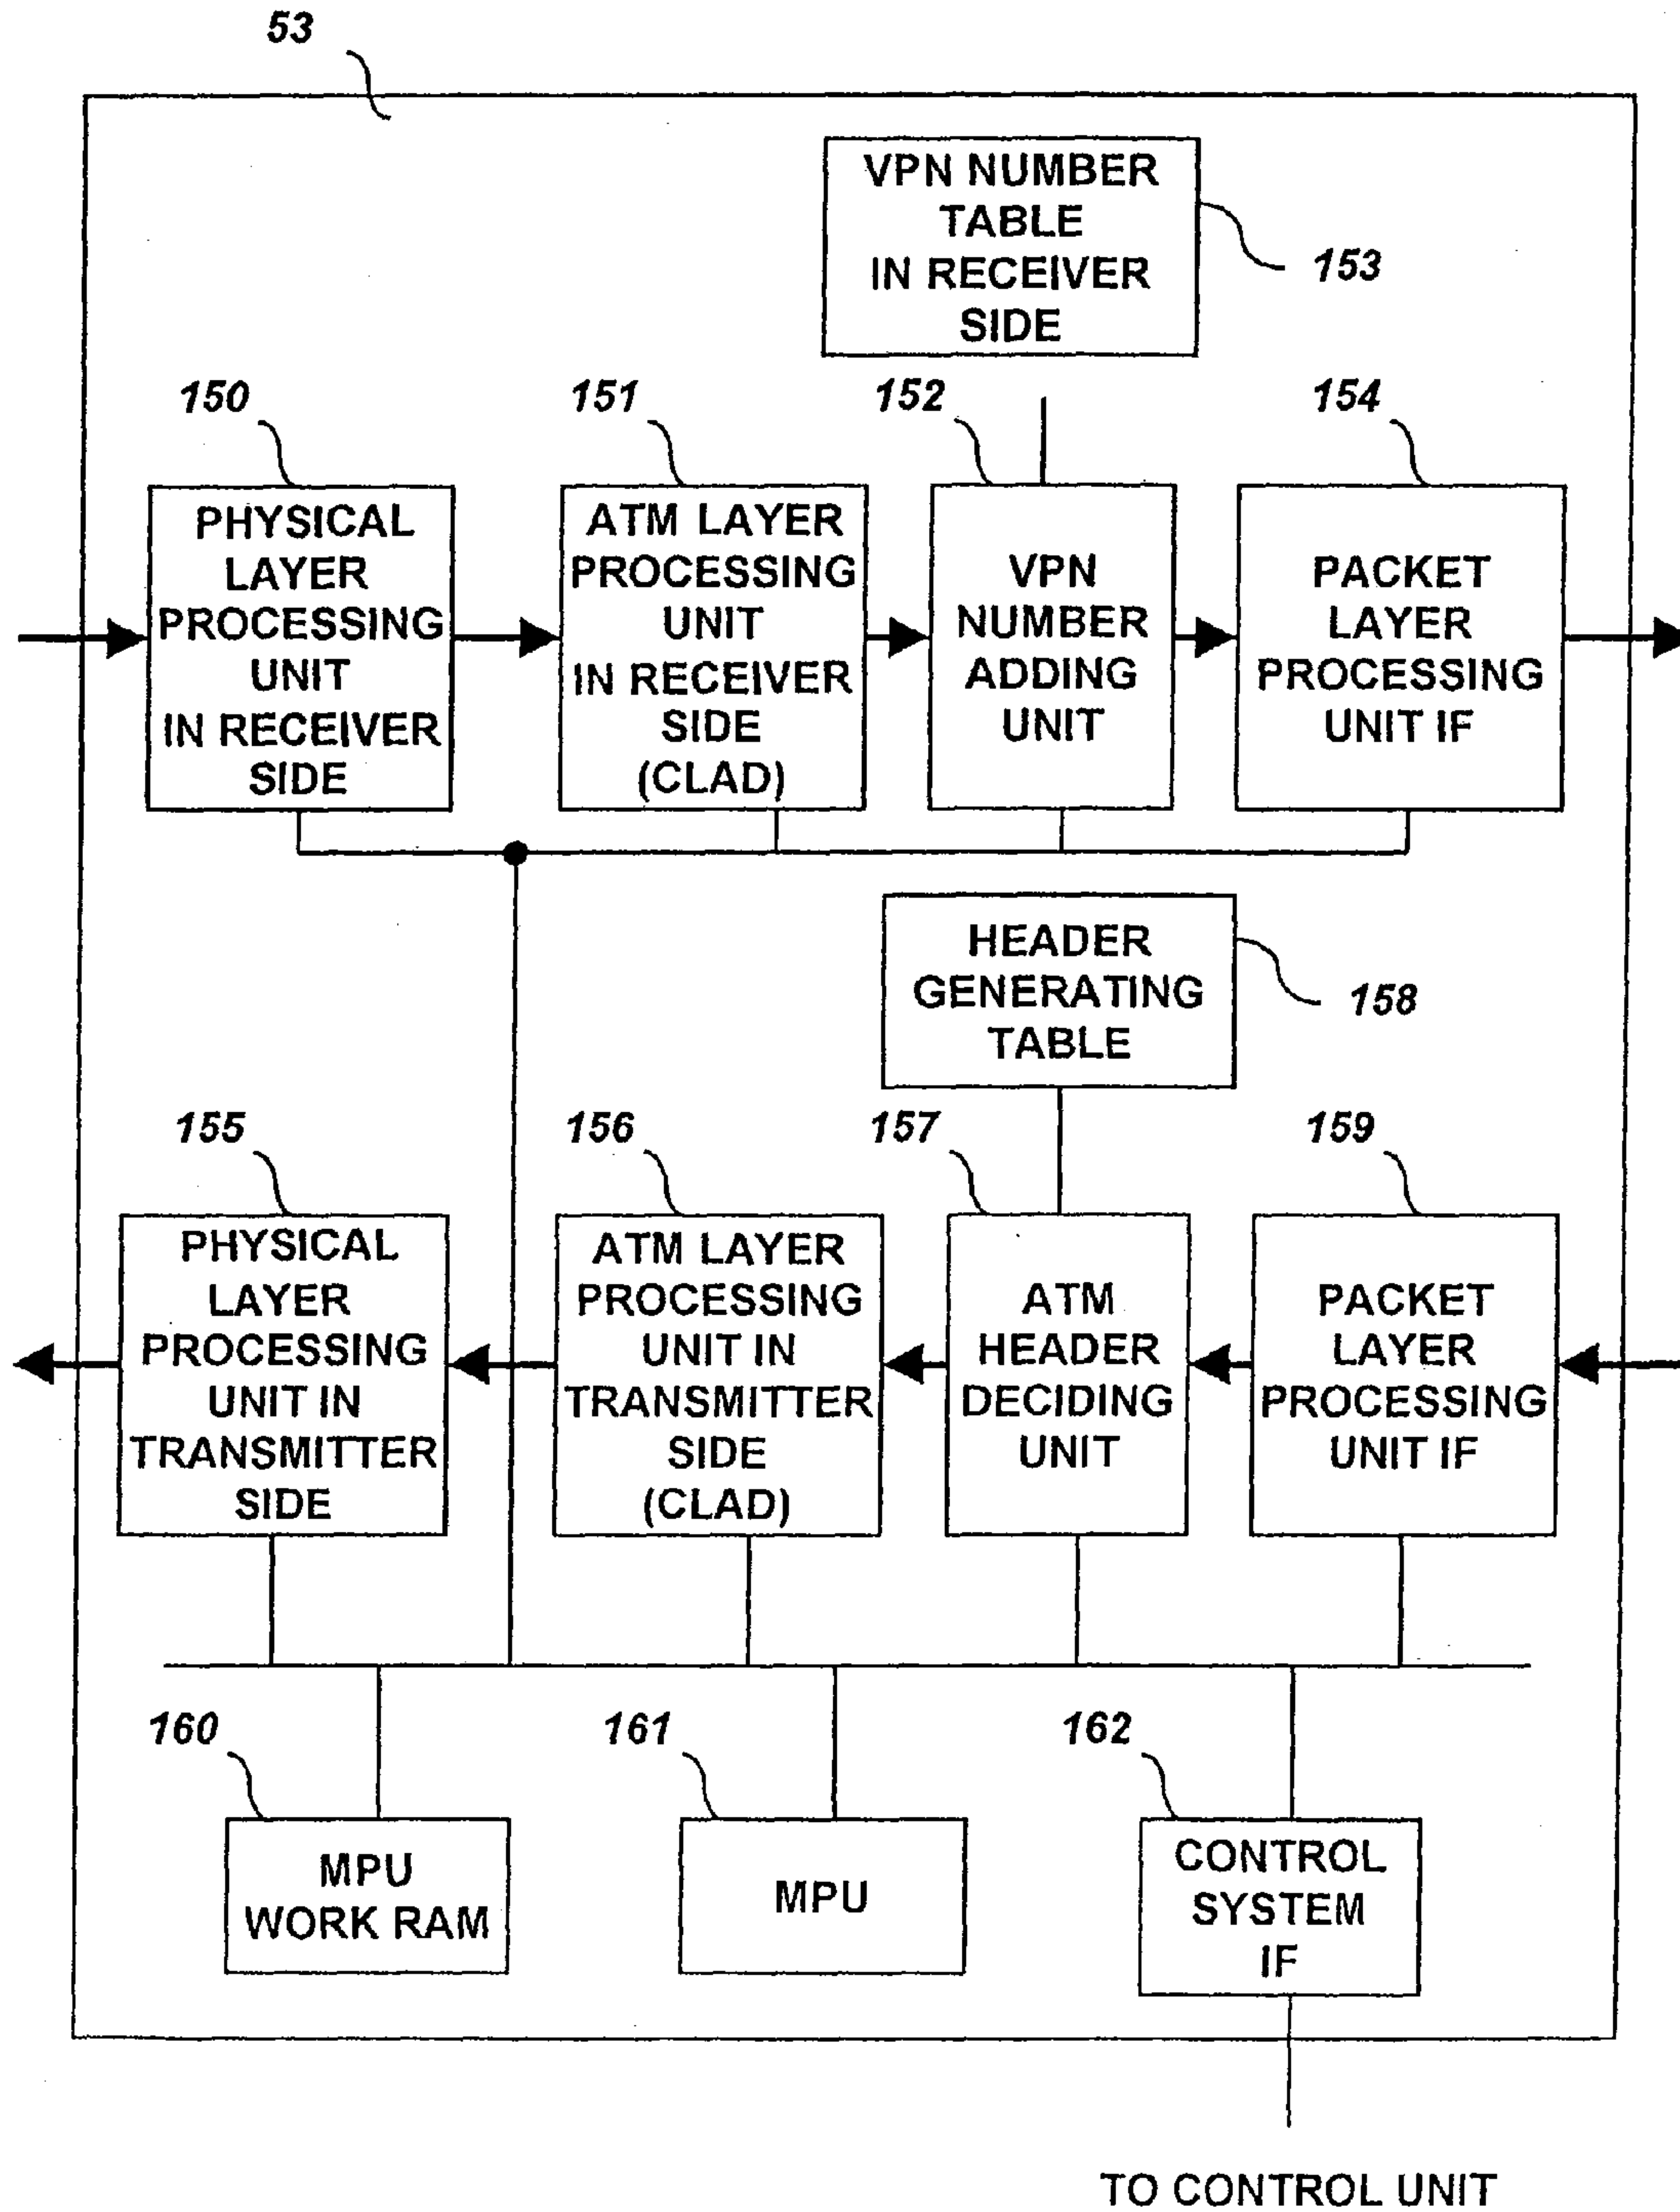 53
VPN NUMBER
TABLE
IN RECEIVER
SIDE
153
150
151
152
154
PHYSICAL
LAYER
PROCESSING
UNIT
IN RECEIVER
SIDE
ATM LAYER
PROCESSING
UNIT
IN RECEIVER
SIDE
(CLAD)
VPN
NUMBER
ADDING
UNIT
PACKET
LAYER
PROCESSING
UNIT IF
HEADER
GENERATING
TABLE
158
155
156
157
159
PHYSICAL
LAYER
PROCESSING
UNIT IN
TRANSMITTER
SIDE
ATM LAYER
PROCESSING
UNIT IN
TRANSMITTER
SIDE
(CLAD)
ATM
HEADER
DECIDING
UNIT
PACKET
LAYER
PROCESSING
UNIT IF
160
161
162
MPU
WORK RAM
MPU
CONTROL
SYSTEM
IF
TO CONTROL UNIT